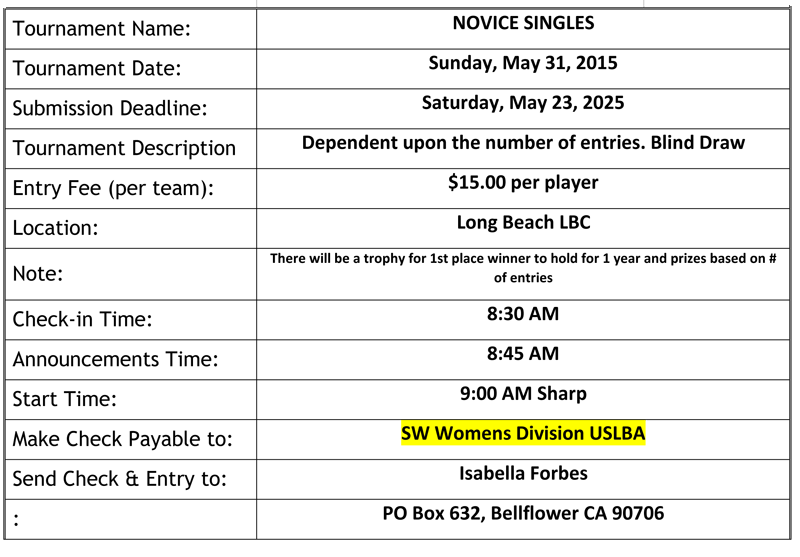 Tournament Name: NOVICE SINGLES
Tournament Date: Sunday, May 31, 2015
Submission Deadline: Saturday, May 23, 2025
Tournament Description Dependent upon the number of entries. Blind Draw
Entry Fee (per team): $15.00 per player
Location: Long Beach LBC
Note: There will be a trophy for 1st place winner to hold for 1 year and prizes based on #
of entries
Check-in Time: 8:30 AM
Announcements Time: 8:45 AM
Start Time: 9:00 AM Sharp
Make Check Payable to: SW Womens Division USLBA
Send Check & Entry to: Isabella Forbes
: PO Box 632, Bellflower CA 90706